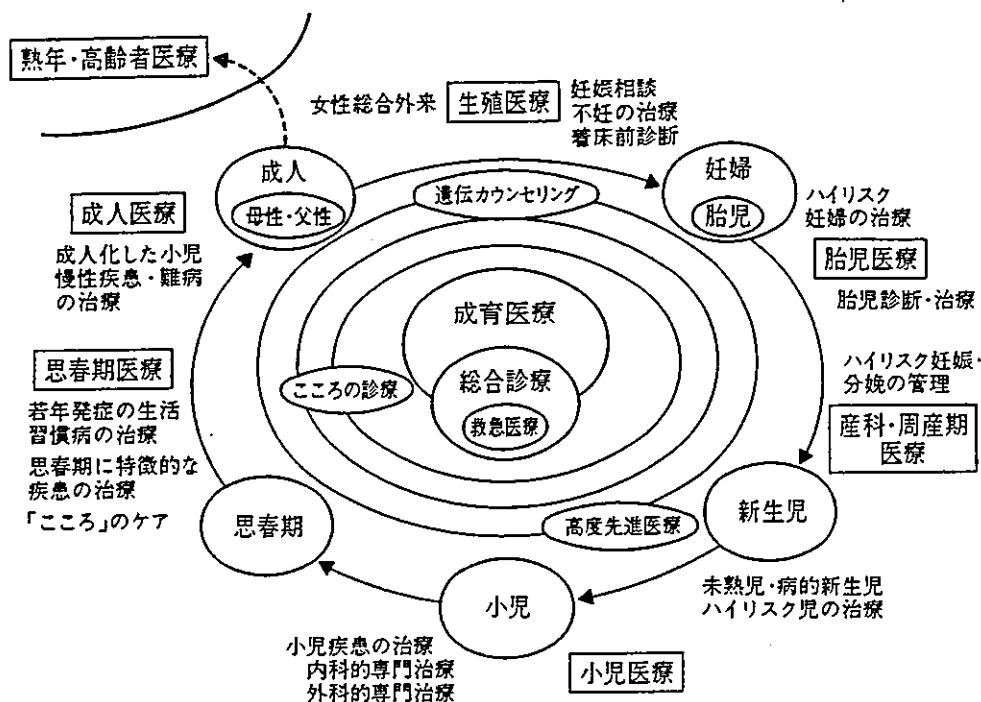 熟年・高齢者医療
女性総合外来
生殖医療
妊娠相談
不妊の治療
着床前診断
成人
母性・父性
遺伝カウンセリング
妊婦
胎児
成人医療
成人化した小児
慢性疾患・難病
の治療
ハイリスク
妊婦の治療
胎児医療
胎児診断・治療
成育医療
総合診療
救急医療
こころの診療
思春期医療
若年発症の生活
習慣病の治療
思春期に特徴的な
疾患の治療
「こころ」のケア
ハイリスク妊娠・
分娩の管理
産科・周産期
医療
思春期
高度先進医療
新生児
小児
未熟児・病的新生児
ハイリスク児の治療
小児疾患の治療
内科的専門治療
外科的専門治療
小児医療